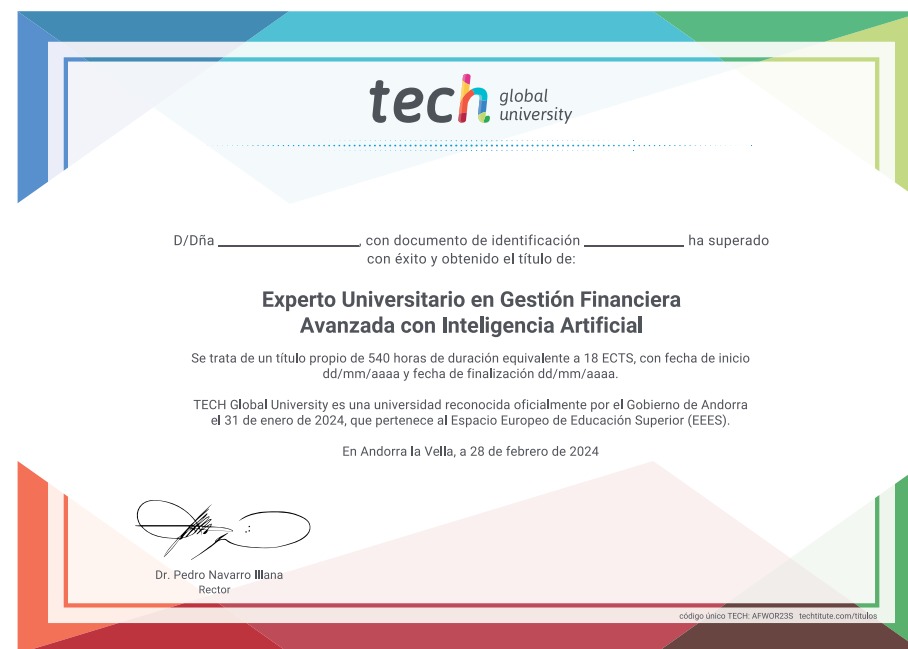 tech global university
D/Dña ____________________, con documento de identificación ______________ ha superado
con éxito y obtenido el título de:
Experto Universitario en Gestión Financiera
Avanzada con Inteligencia Artificial
Se trata de un título propio de 540 horas de duración equivalente a 18 ECTS, con fecha de inicio
dd/mm/aaaa y fecha de finalización dd/mm/aaaa.
TECH Global University es una universidad reconocida oficialmente por el Gobierno de Andorra
el 31 de enero de 2024, que pertenece al Espacio Europeo de Educación Superior (EEES).
En Andorra la Vella, a 28 de febrero de 2024
Dr. Pedro Navarro Illana
Rector
código único TECH: AFWOR23S techtitute.com/titulos